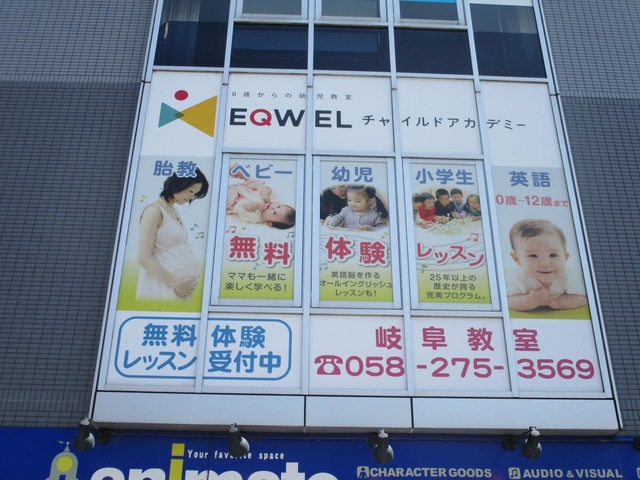 0歳からの幼児教室
EQWEL チャイルドアカデミー
胎教
ベビー
幼児
小学生
英語
0歳〜12歳まで
無料 体験 レッスン
ママも一緒に
楽しく学べる!
英語脳を作る
オールイングリッシュ
レッスンも!
25年以上の
歴史が誇る
充実プログラム。
無料 体験
レッスン 受付中
岐阜教室
☎058-275-3569
Your favorite space
animate
CHARACTER GOODS
AUDIO & VISUAL